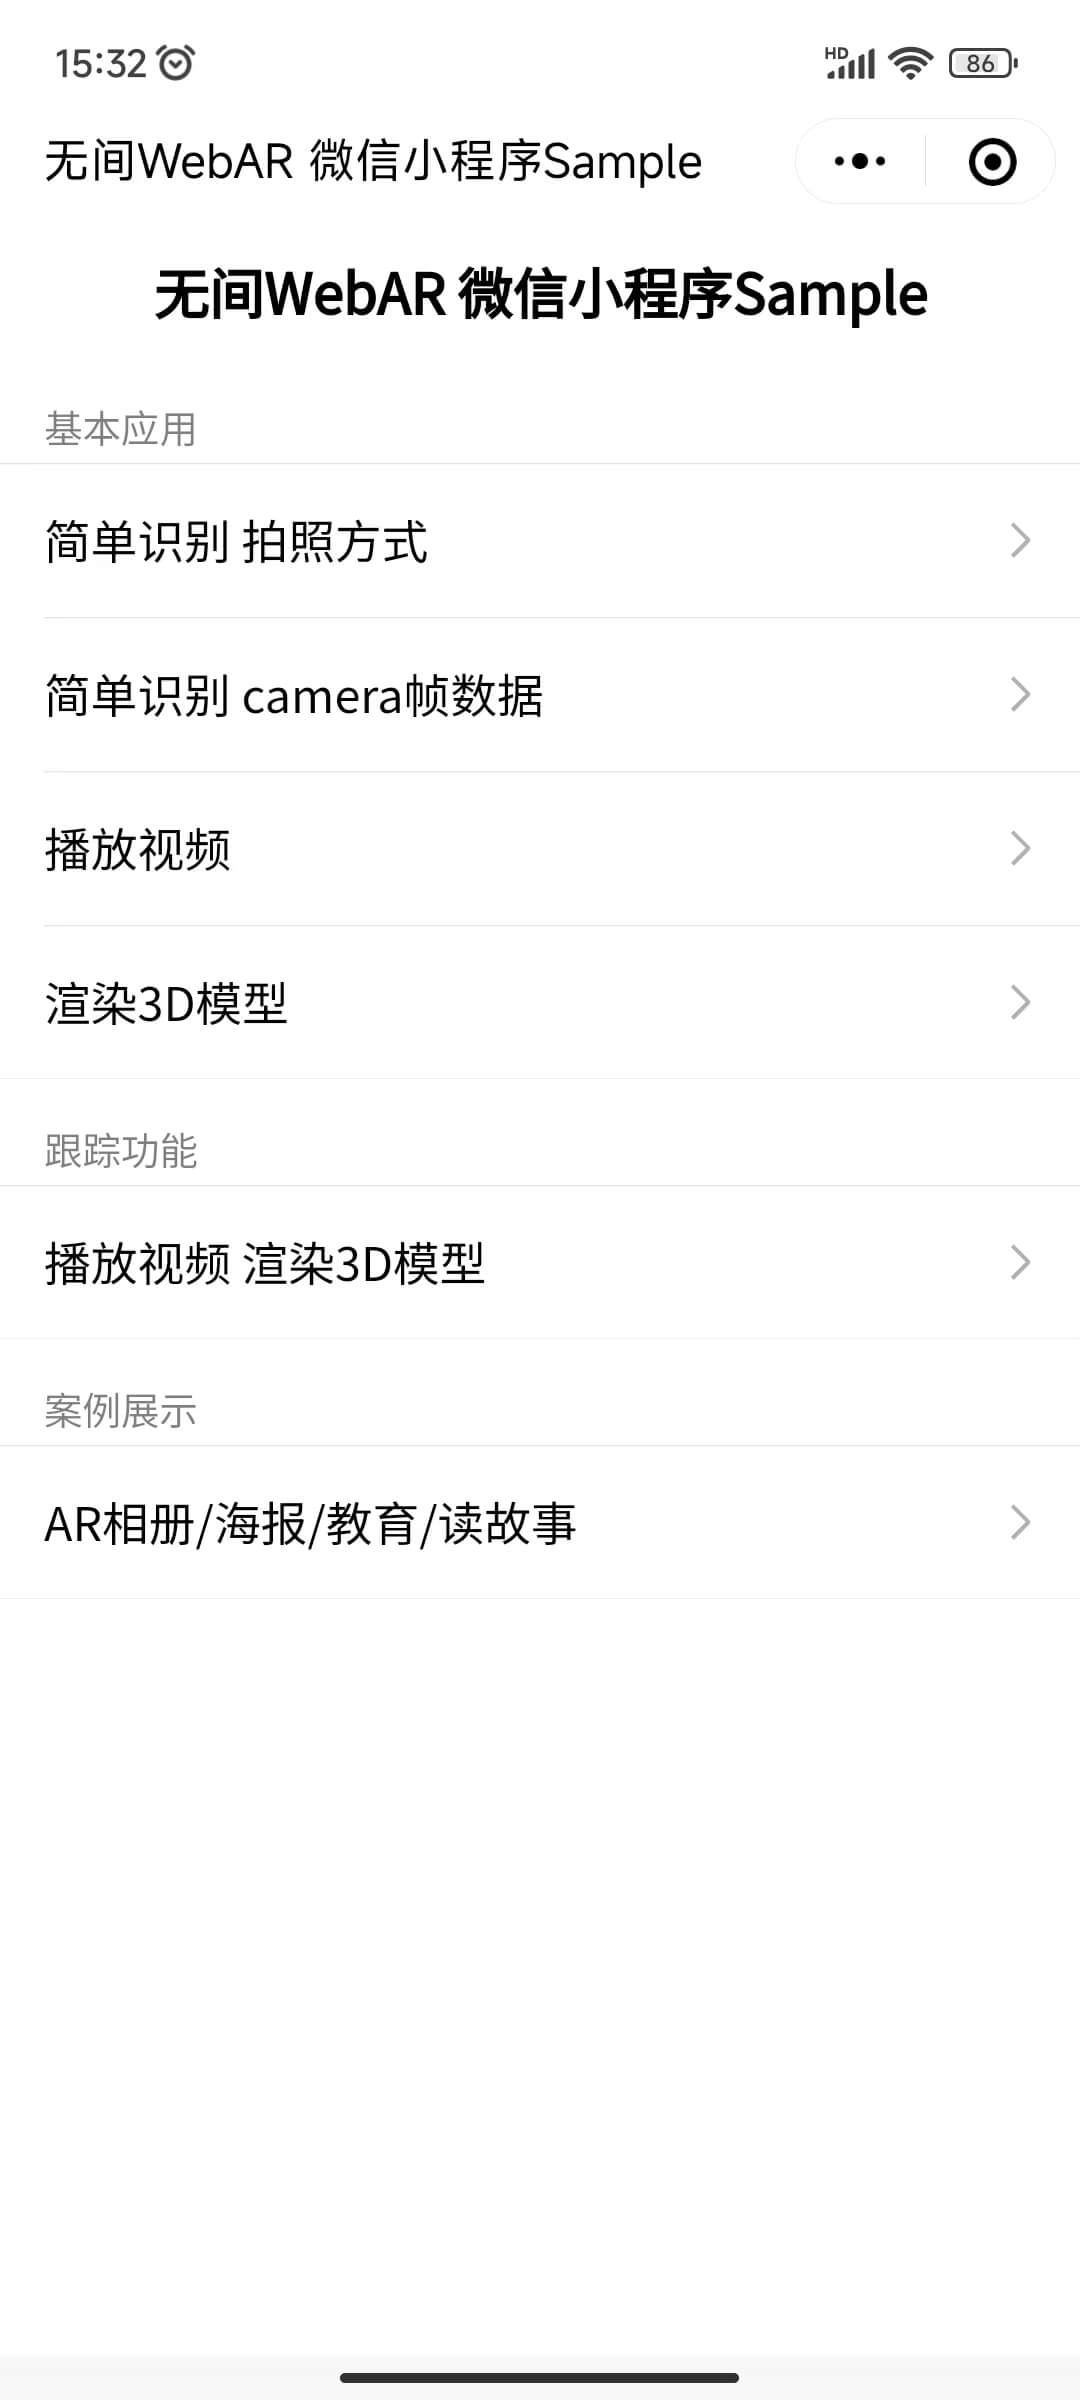 15:32 HD 86
无间WebAR 微信小程序Sample
无间WebAR 微信小程序Sample
基本应用
简单识别 拍照方式
简单识别 camera帧数据
播放视频
渲染3D模型
跟踪功能
播放视频 渲染3D模型
案例展示
AR相册/海报/教育/读故事